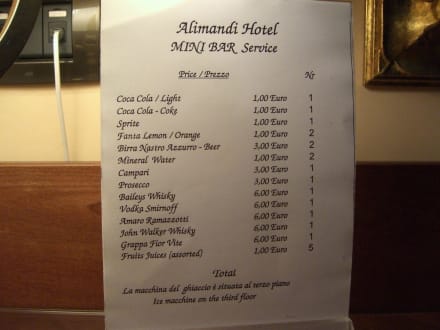 Alimandi Hotel
MINI BAR Service
Price / Prezzo Nr
Coca Cola / Light 1,00 Euro 1
Coca Cola - Coke 1,00 Euro 1
Sprite 1,00 Euro 1
Fanta Lemon / Orange 1,00 Euro 2
Birra Nastro Azzurro - Beer 3,00 Euro 2
Mineral Water Euro 2
Campari 3,00 Euro 1
Prosecco 3,00 Euro 1
Baileys Whisky 6,00 Euro 1
Vodka Smirnoff 6,00 Euro 1
Amaro Ramazzotti 6,00 Euro 1
John Walker Whisky 6,00 Euro 1
Grappa Fior Vite 6,00 Euro 1
Fruits Juices (assorted) 1,00 Euro 5
Total
La macchina del ghiaccio é situata al terzo piano
Ice macchine on the third floor